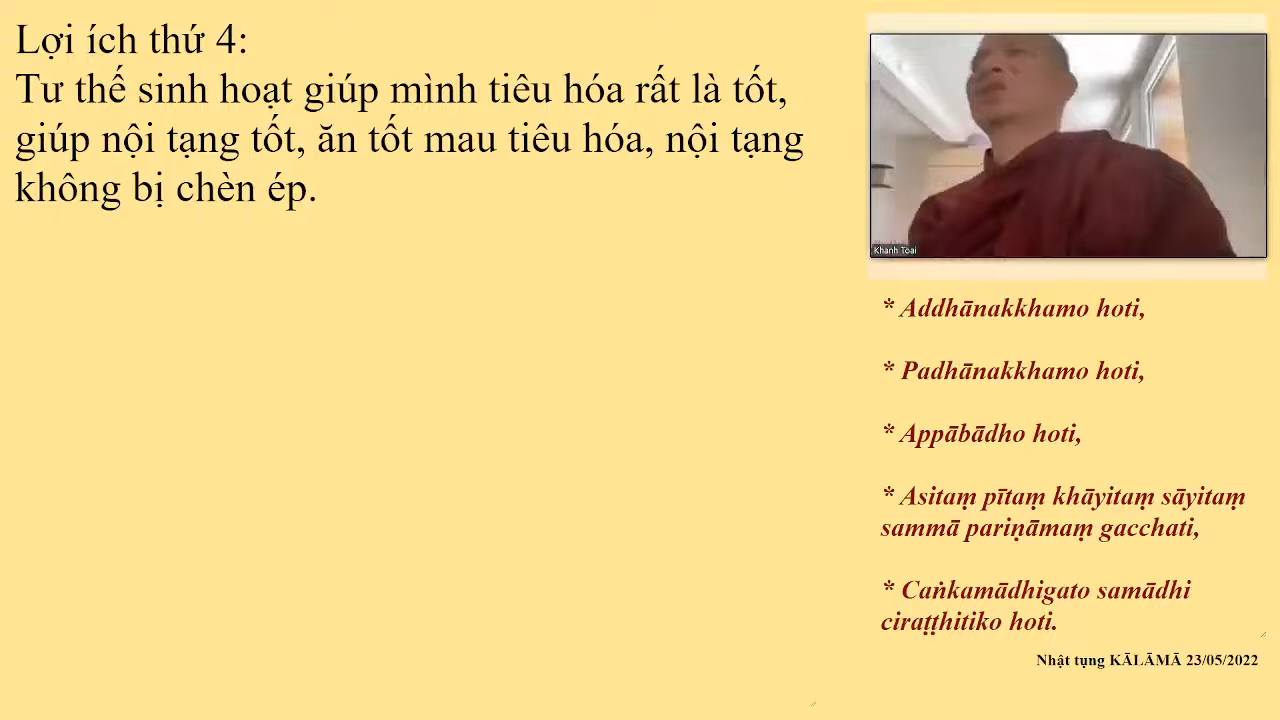 Lợi ích thứ 4:
Tư thế sinh hoạt giúp mình tiêu hóa rất là tốt,
giúp nội tạng tốt, ăn tốt mau tiêu hóa, nội tạng
không bị chèn ép.
Khanh Toai
* Addhānakkhamo hoti,
* Padhānakkhamo hoti,
* Appābādho hoti,
* Asitaṃ pītaṃ khāyitaṃ sāyitaṃ
sammā pariṇāmaṃ gacchati,
* Caṅkamādhigato samādhi
ciraṭṭhitiko hoti.
Nhật tụng KĀLĀMĀ 23/05/2022